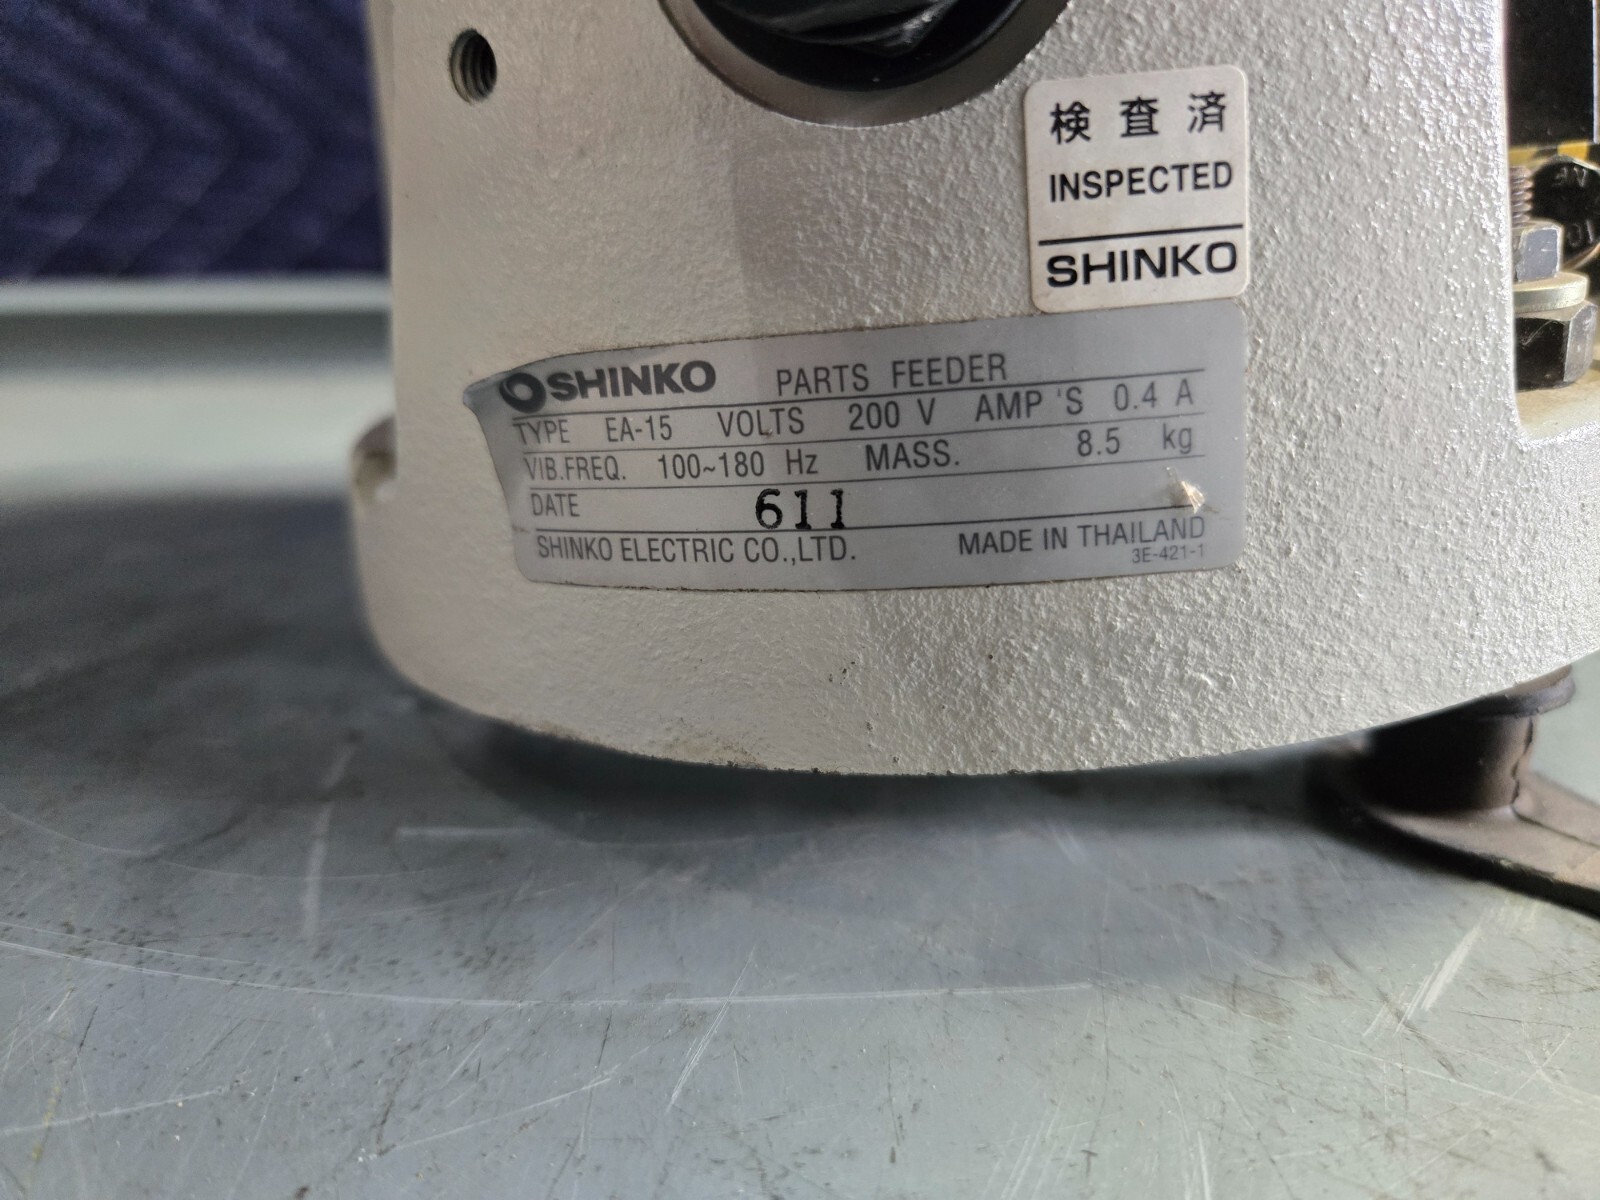 検査済
INSPECTED
SHINKO
SHINKO PARTS FEEDER
TYPE EA-15 VOLTS 200 V AMP 'S 0.4 A
VIB.FREQ. 100~180 Hz MASS. 8.5 kg
DATE 611
SHINKO ELECTRIC CO.,LTD. MADE IN THAILAND
3E-421-1